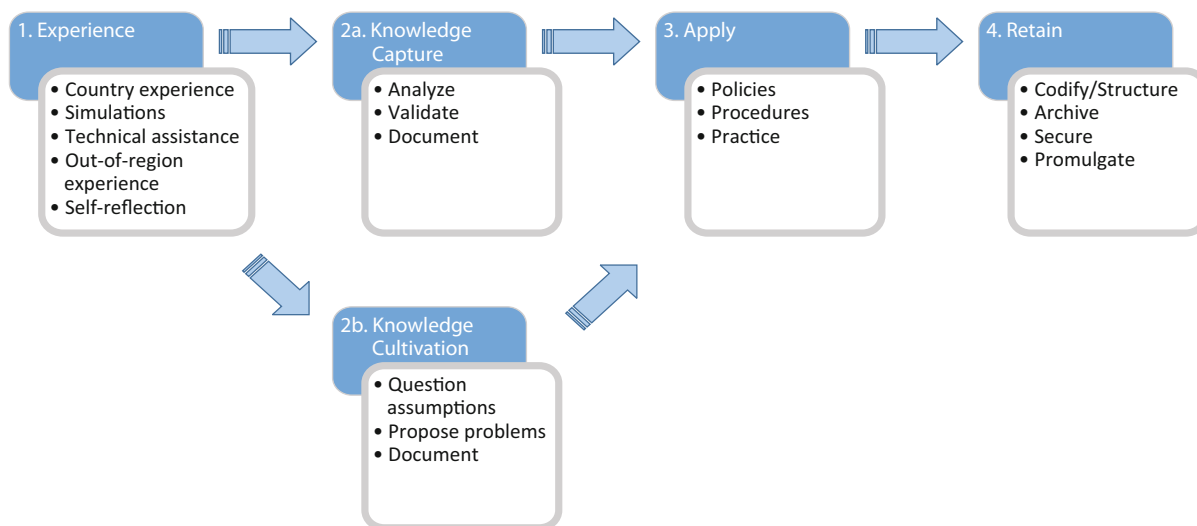 1. Experience
• Country experience
• Simulations
• Technical assistance
• Out-of-region
experience
• Self-reflection
2a. Knowledge
Capture
• Analyze
• Validate
• Document
3. Apply
• Policies
• Procedures
• Practice
4. Retain
• Codify/Structure
• Archive
• Secure
• Promulgate
2b. Knowledge
Cultivation
• Question
assumptions
• Propose problems
• Document